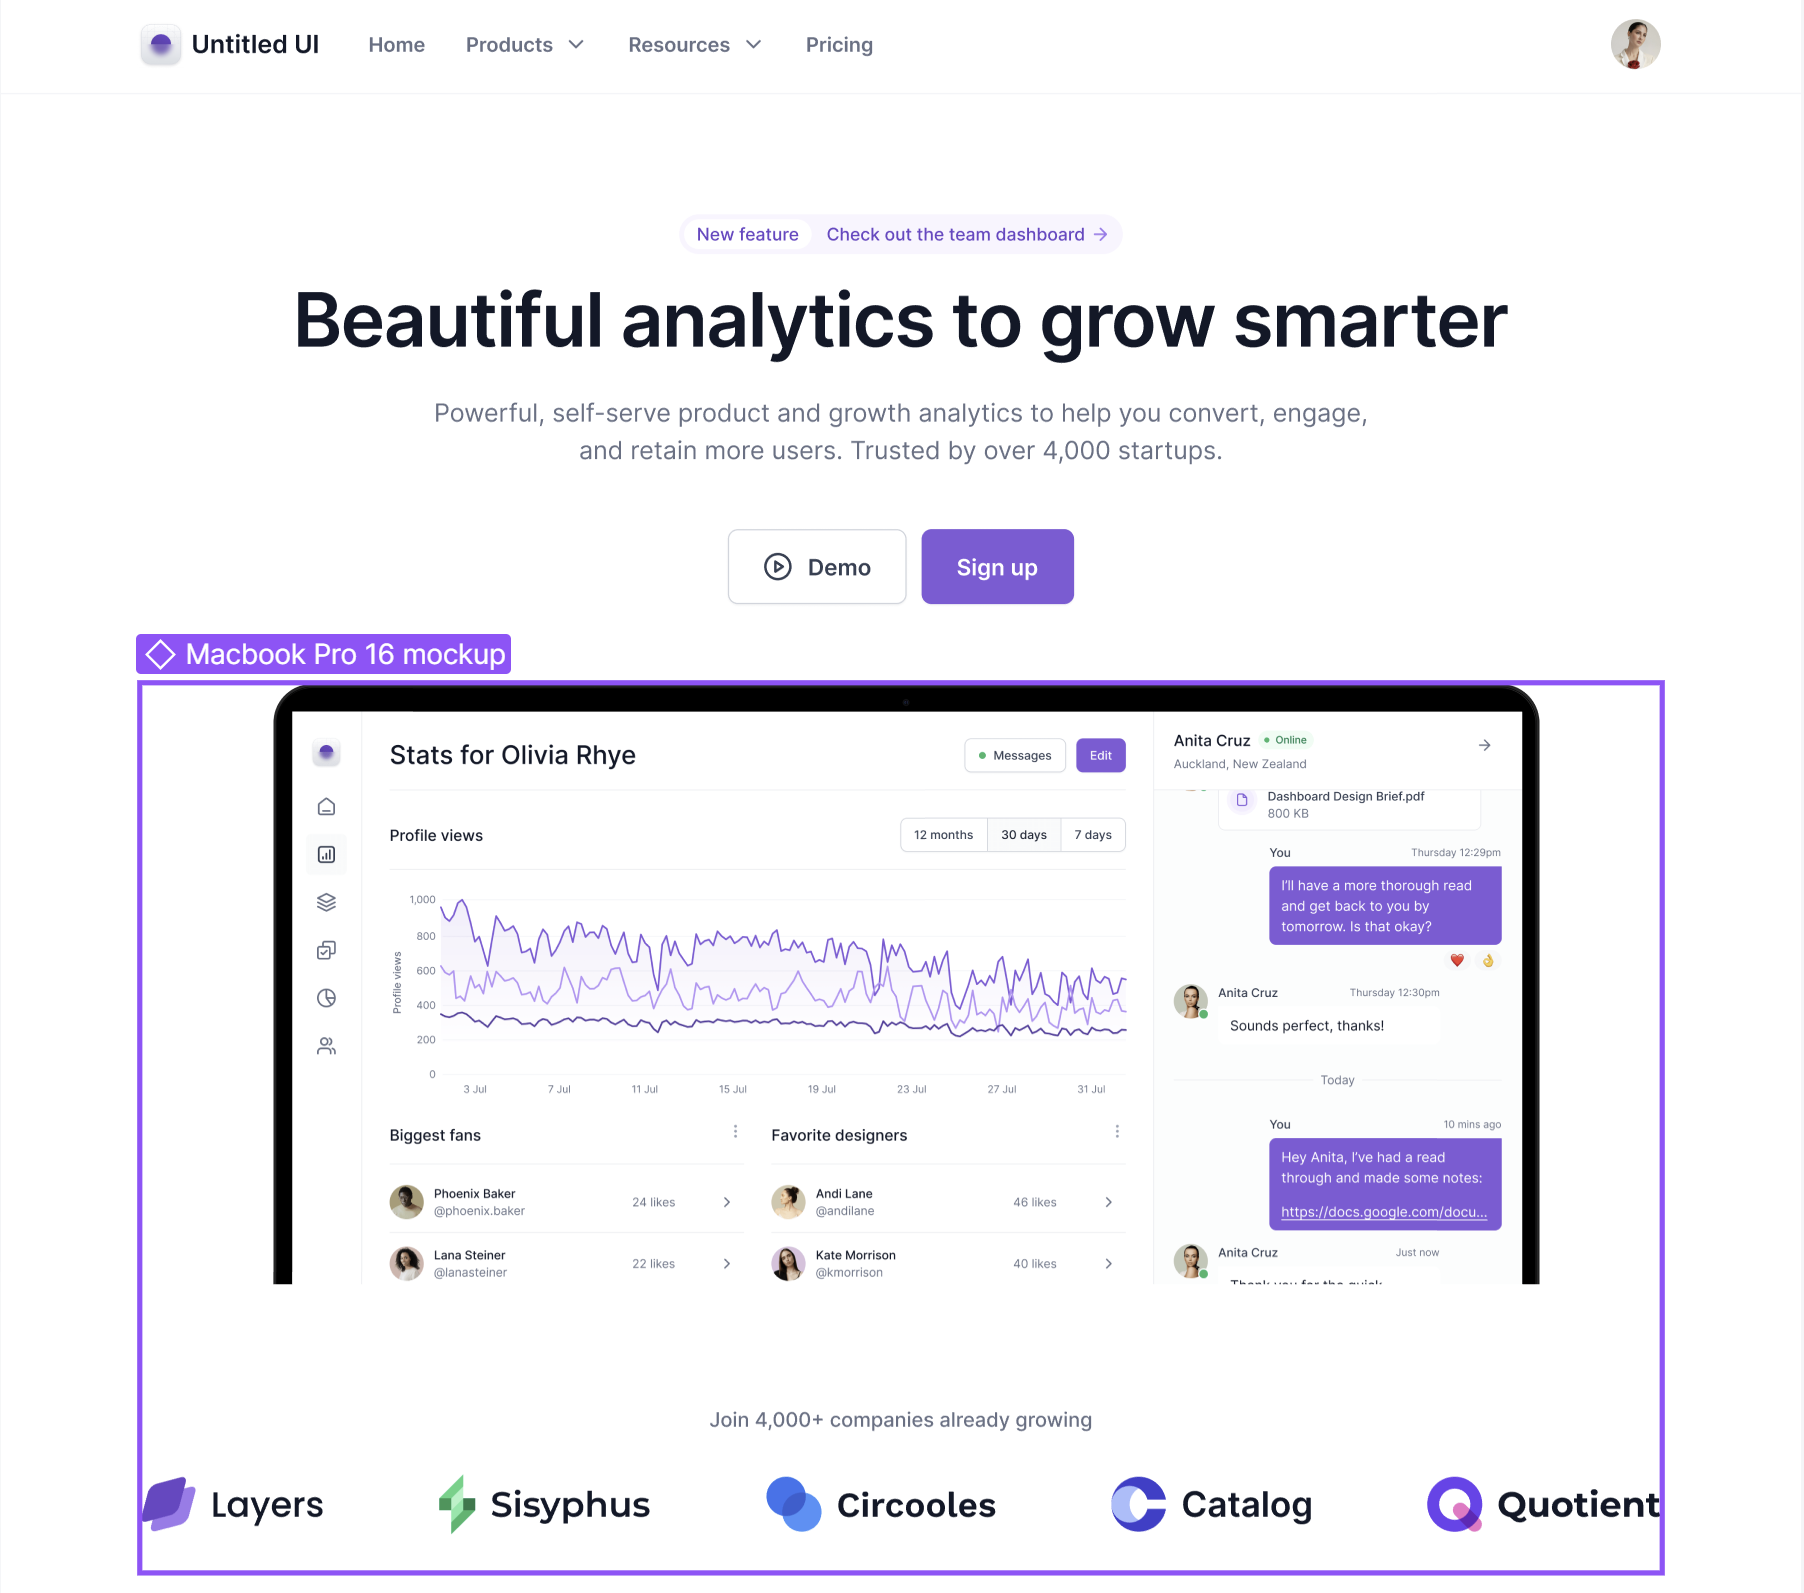 Untitled UI
Home
Products
Resources
Pricing
New feature
Check out the team dashboard
Beautiful analytics to grow smarter
Powerful, self-serve product and growth analytics to help you convert, engage,
and retain more users. Trusted by over 4,000 startups.
Demo
Sign up
Macbook Pro 16 mockup
Stats for Olivia Rhye
Messages
Edit
Profile views
12 months
30 days
7 days
1,000
800
600
400
200
0
Profile views
3 Jul
7 Jul
11 Jul
15 Jul
19 Jul
23 Jul
27 Jul
31 Jul
Biggest fans
Phoenix Baker
@phoenix.baker
24 likes
Lana Steiner
@lanasteiner
22 likes
Favorite designers
Andi Lane
@andilane
46 likes
Kate Morrison
@kmorrison
40 likes
Anita Cruz
Online
Auckland, New Zealand
Dashboard Design Brief.pdf
800 KB
You
Thursday 12:29pm
I'll have a more thorough read
and get back to you by
tomorrow. Is that okay?
Anita Cruz
Thursday 12:30pm
Sounds perfect, thanks!
Today
You
10 mins ago
Hey Anita, I've had a read
through and made some notes:
https://docs.google.com/docu...
Anita Cruz
Just now
Thank you for the quick
Join 4,000+ companies already growing
Layers
Sisyphus
Circooles
Catalog
Quotient